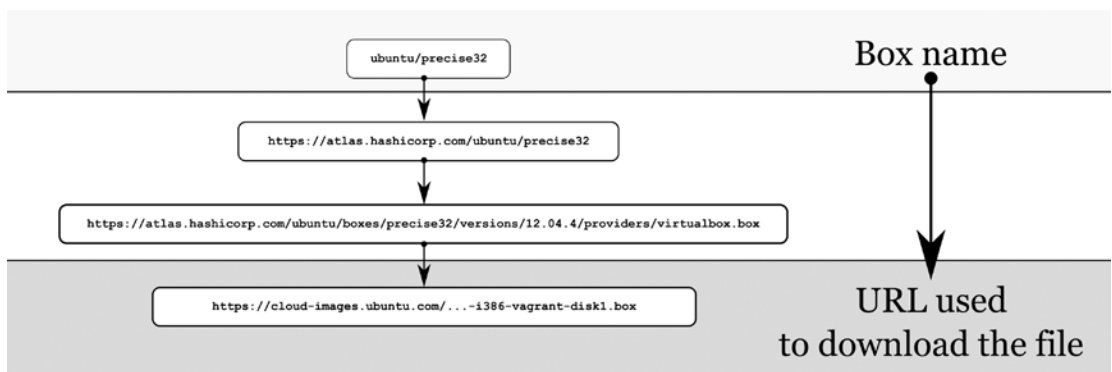 ubuntu/precise32
Box name
https://atlas.hashicorp.com/ubuntu/precise32
https://atlas.hashicorp.com/ubuntu/boxes/precise32/versions/12.04.4/providers/virtualbox.box
https://cloud-images.ubuntu.com/...-i386-vagrant-disk1.box
URL used
to download the file